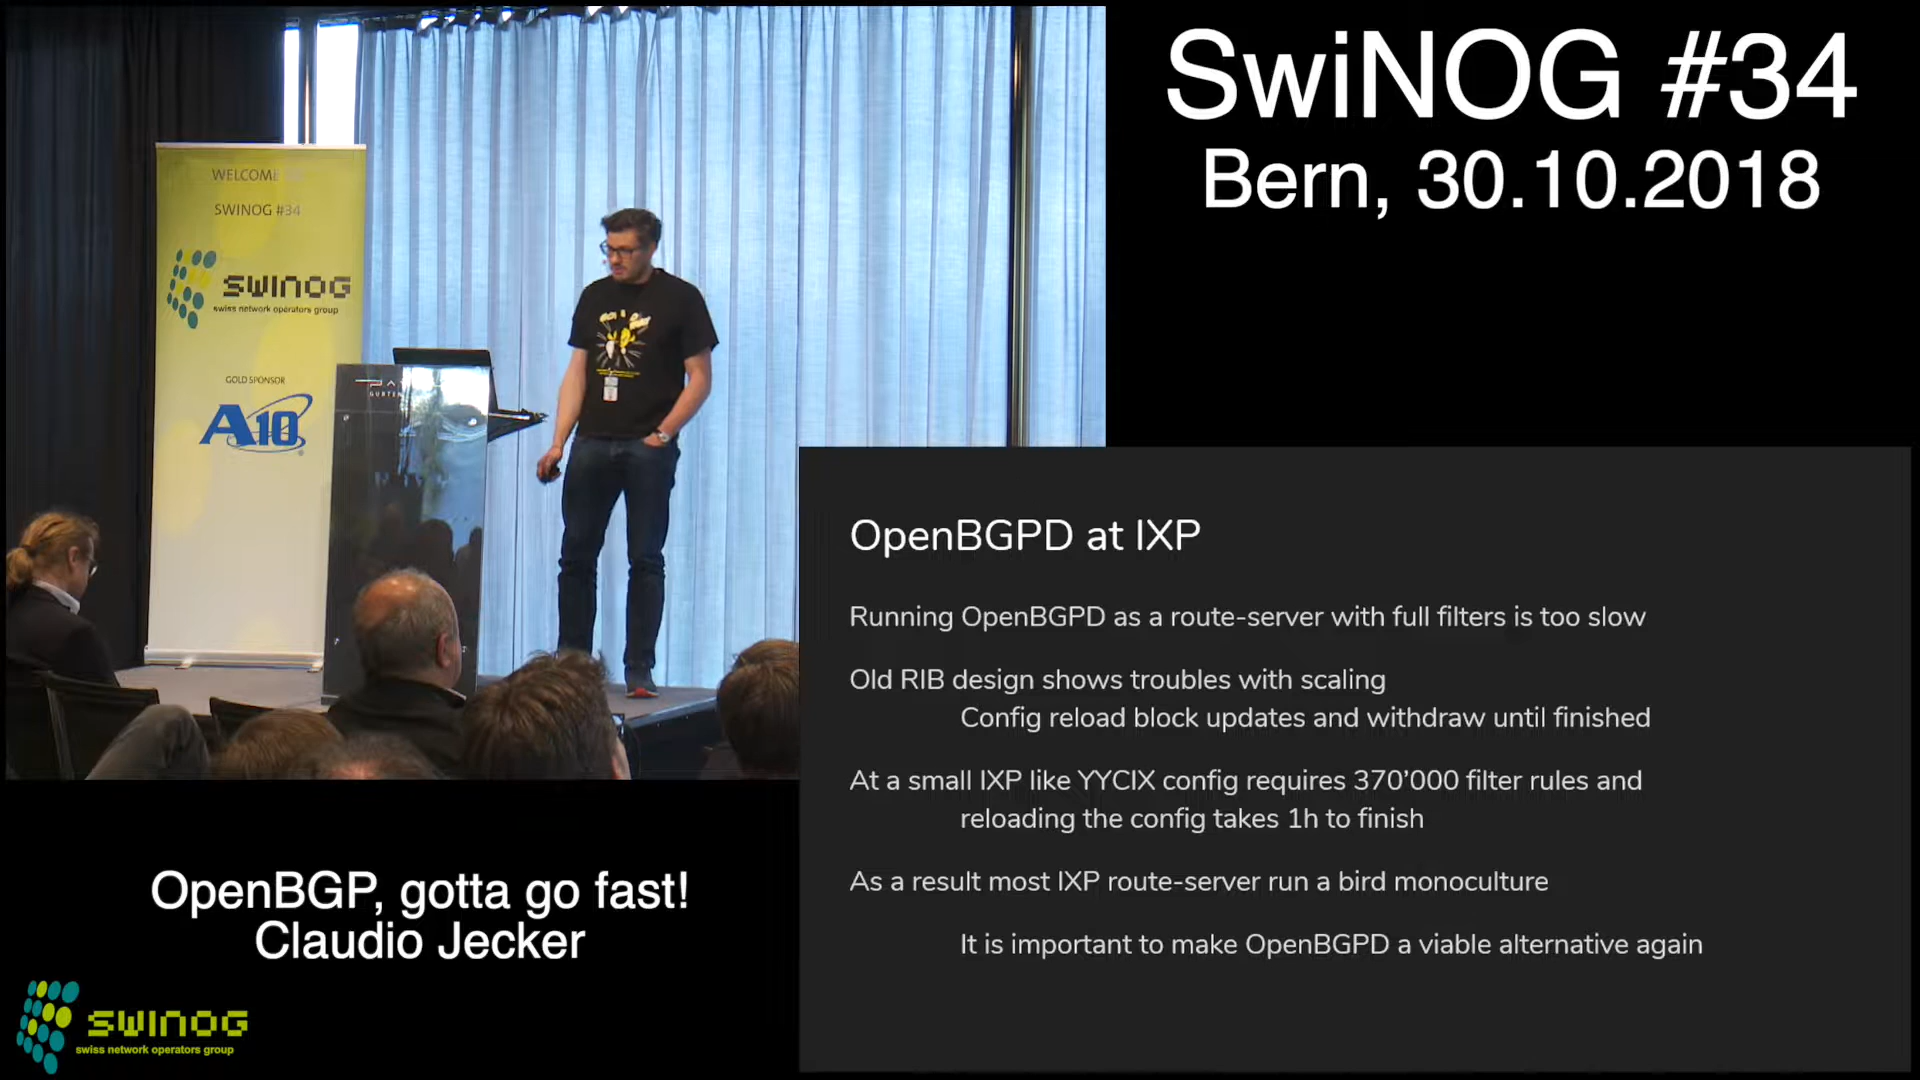 SwiNOG #34
Bern, 30.10.2018
WELCOME
SWINOG #34
swinog
swiss network operators group
GOLD SPONSOR
A10
OpenBGPD at IXP
Running OpenBGPD as a route-server with full filters is too slow
Old RIB design shows troubles with scaling
Config reload block updates and withdraw until finished
At a small IXP like YYCIX config requires 370’000 filter rules and
reloading the config takes 1h to finish
As a result most IXP route-server run a bird monoculture
It is important to make OpenBGPD a viable alternative again
OpenBGP, gotta go fast!
Claudio Jecker
swinog
swiss network operators group